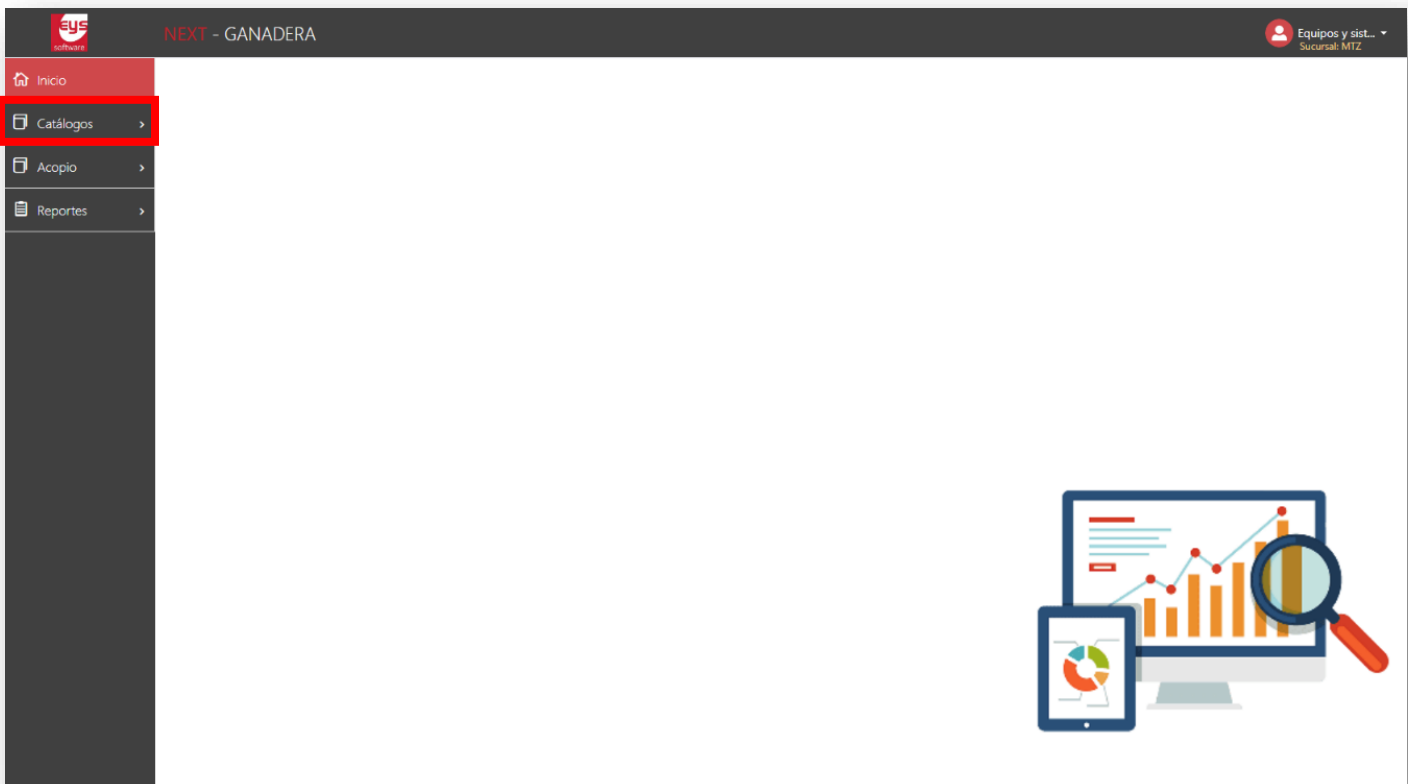 eys
software
NEXT - GANADERA
Equipos y sist...
Sucursal: MTZ
Inicio
Catálogos
Acopio
Reportes